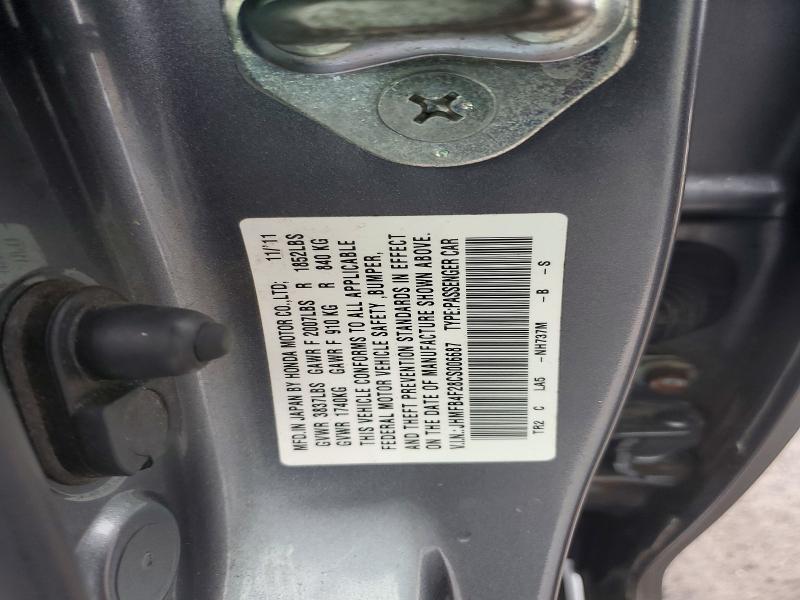 MFD.IN JAPAN BY HONDA MOTOR CO.,LTD; 11/'11
GVWR 3837LBS GAWR F 2007LBS R 1852LBS
GVWR 1740KG GAWR F 910 KG R 840 KG
THIS VEHICLE CONFORMS TO ALL APPLICABLE
FEDERAL MOTOR VEHICLE SAFETY ,BUMPER,
AND THEFT PREVENTION STANDARDS IN EFFECT
ON THE DATE OF MANUFACTURE SHOWN ABOVE.
V.I.N.:JHMFB4F28CS005687 TYPE:PASSENGER CAR
TR2 C LA5 -NH737M -B -S